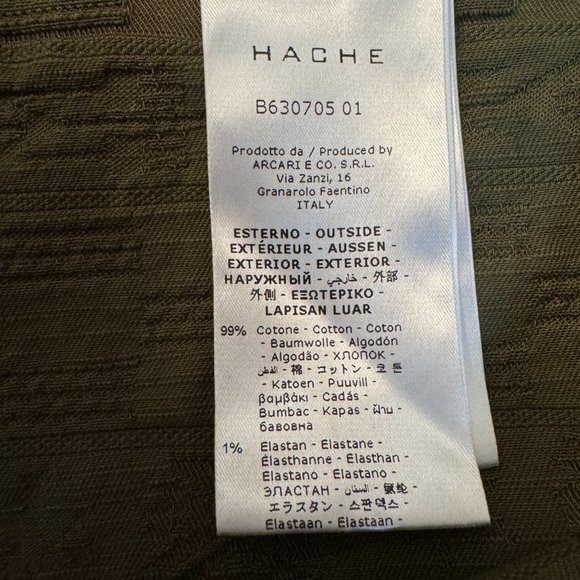 HACHE
B630705 01
Prodotto da / Produced by
ARCARI E CO. S.R.L.
Via Zanzi, 16
Granarolo Faentino
ITALY
ESTERNO - OUTSIDE -
EXTÉRIEUR - AUSSEN -
EXTERIOR - EXTERIOR -
НАРУЖНЫЙ - خارجي - 外部 -
外側 - ΕΞΩΤΕΡΙΚΟ -
LAPISAN LUAR
99% Cotone - Cotton - Coton
- Baumwolle - Algodón
- Algodão - ХЛОПОК -
القطن - 棉 - コットン - 코튼
- Katoen - Puuvill -
βαμβάκι - Cadás -
Bumbac - Kapas - ฝ้าย -
бавовна
1% Elastan - Elastane -
Élasthanne - Elasthan -
Elastano - Elastano -
ЭЛАСТАН - - 氨纶 -
エラスタン - 스판덱스 -
Elastaan - Elastaan -